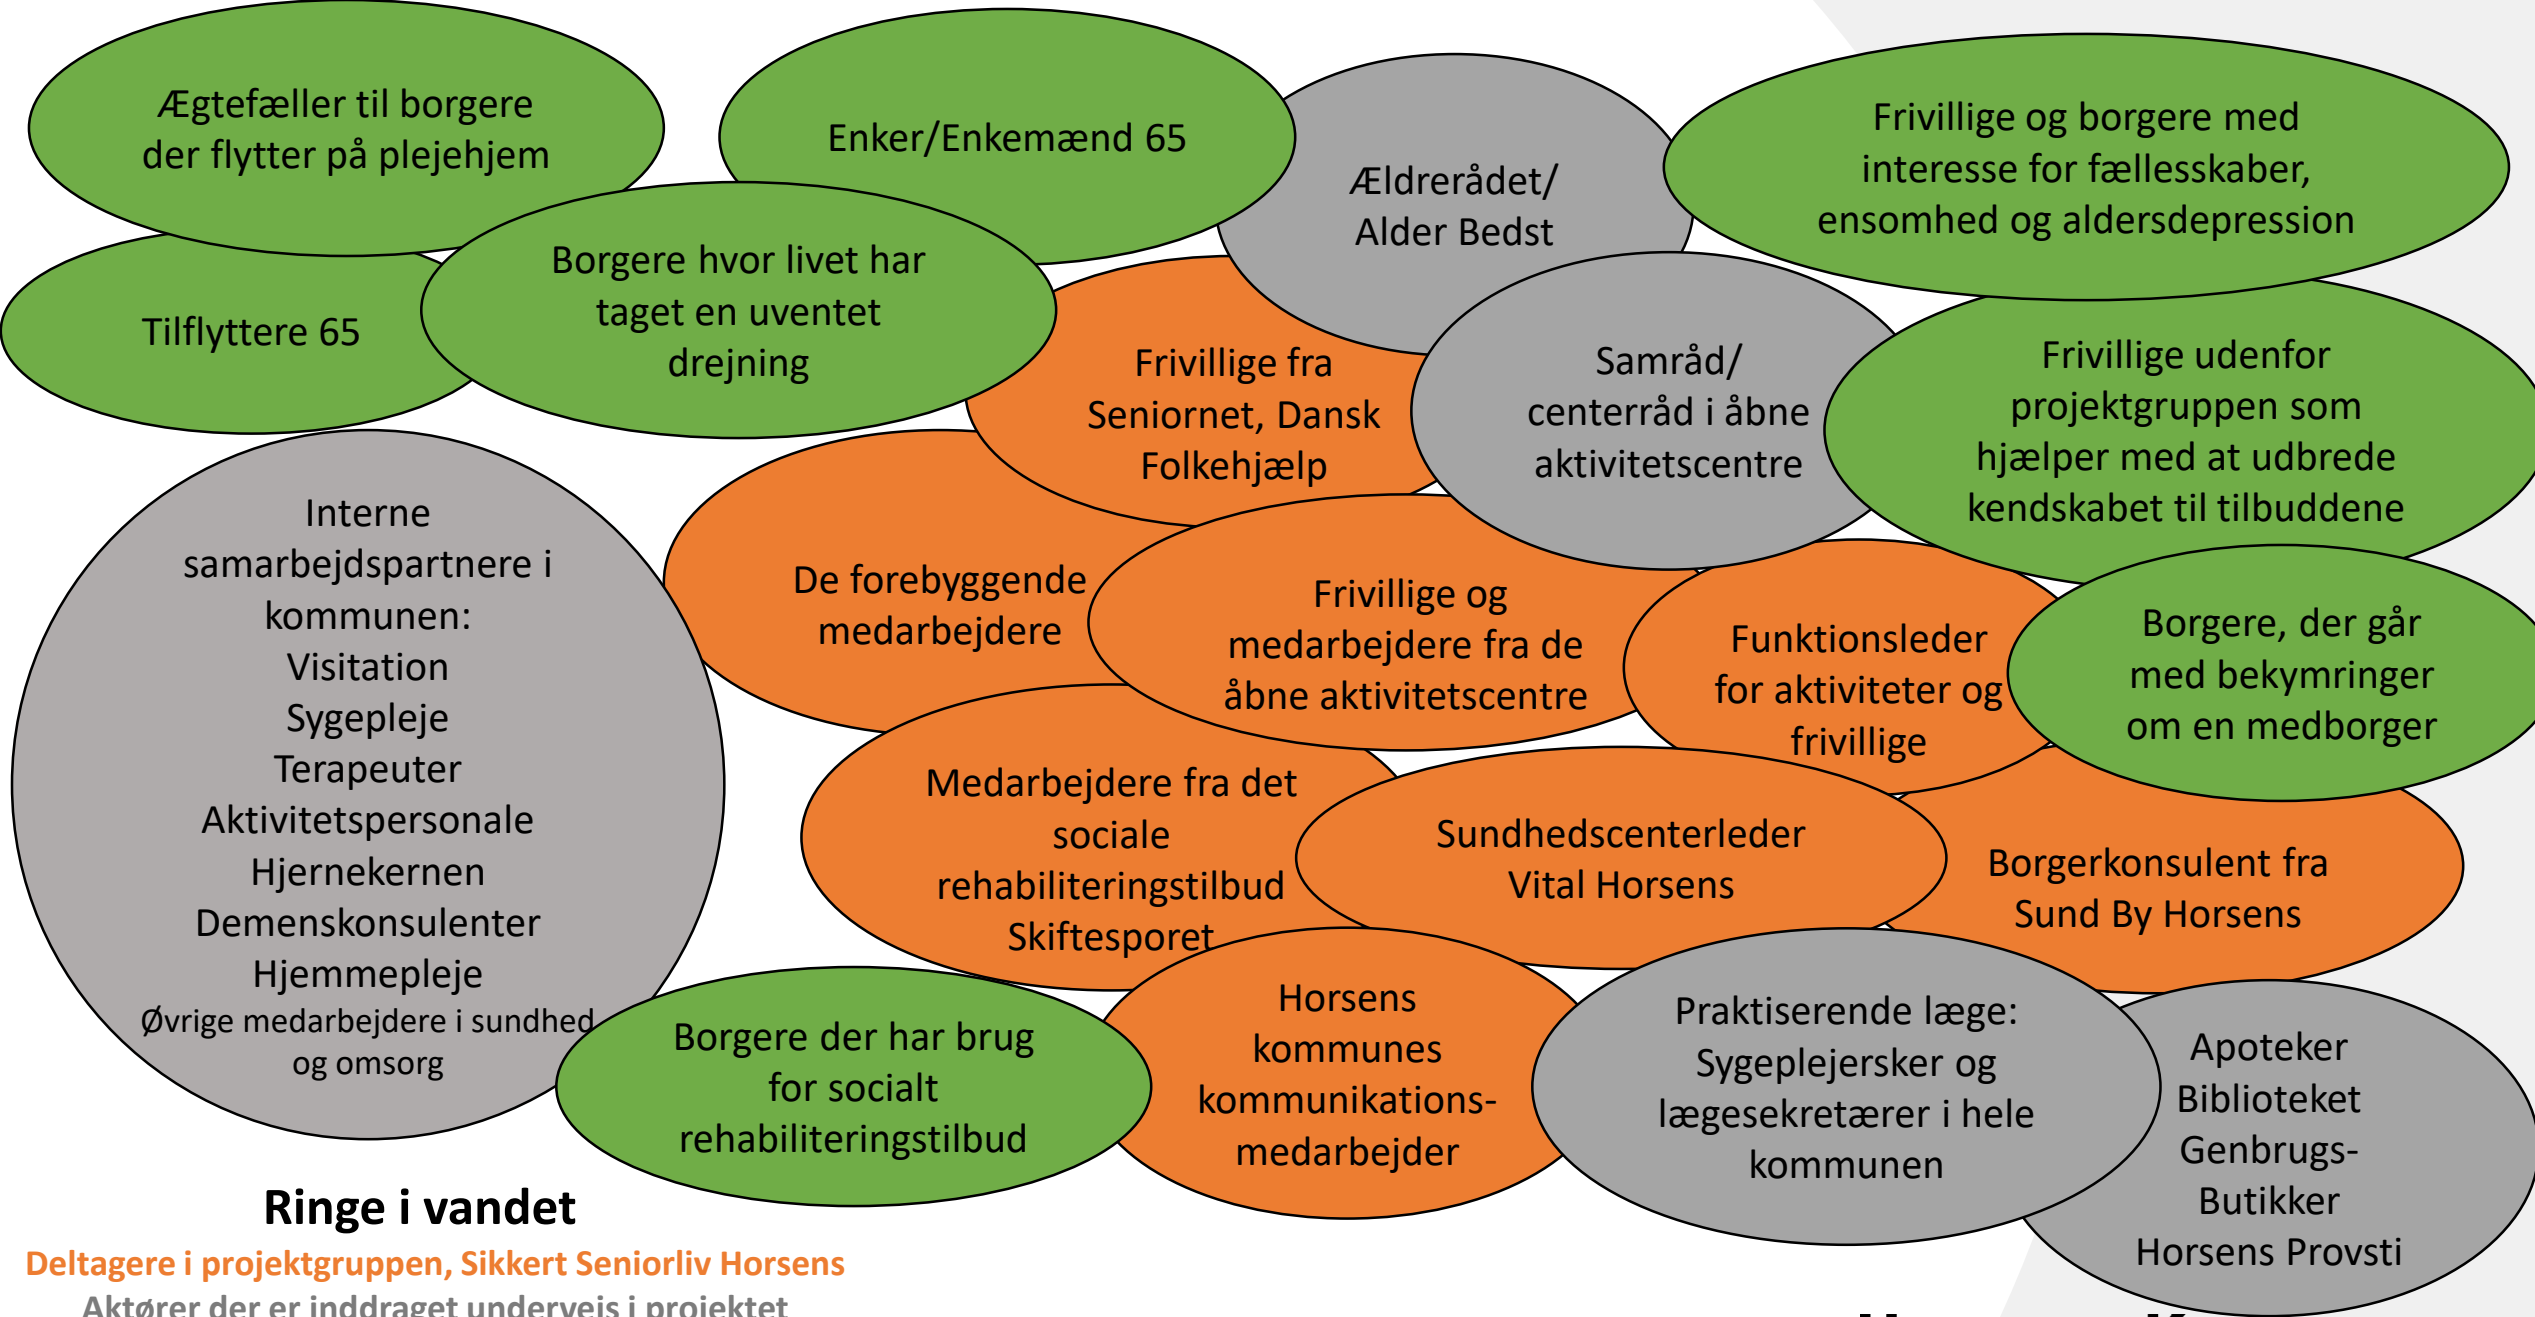 Ægtefæller til borgere
der flytter på plejehjem
Enker/Enkemænd 65
Ældrerådet/
Alder Bedst
Frivillige og borgere med
interesse for fællesskaber,
ensomhed og aldersdepression
Tilflyttere 65
Borgere hvor livet har
taget en uventet
drejning
Frivillige fra
Seniornet, Dansk
Folkehjælp
Samråd/
centerråd i åbne
aktivitetscentre
Frivillige udenfor
projektgruppen som
hjælper med at udbrede
kendskabet til tilbuddene
Interne
samarbejdspartnere i
kommunen:
Visitation
Sygepleje
Terapeuter
Aktivitetspersonale
Hjernekernen
Demenskonsulenter
Hjemmepleje
Øvrige medarbejdere i sundhed
og omsorg
De forebyggende
medarbejdere
Frivillige og
medarbejdere fra de
åbne aktivitetscentre
Funktionsleder
for aktiviteter og
frivillige
Borgere, der går
med bekymringer
om en medborger
Medarbejdere fra det
sociale
rehabiliteringstilbud
Skiftesporet
Sundhedscenterleder
Vital Horsens
Borgerkonsulent fra
Sund By Horsens
Borgere der har brug
for socialt
rehabiliteringstilbud
Horsens
kommunes
kommunikations-
medarbejder
Praktiserende læge:
Sygeplejersker og
lægesekretærer i hele
kommunen
Apoteker
Biblioteket
Genbrugs-
Butikker
Horsens Provsti
Ringe i vandet
Deltagere i projektgruppen, Sikkert Seniorliv Horsens
Aktører der er inddraget undervejs i projektet